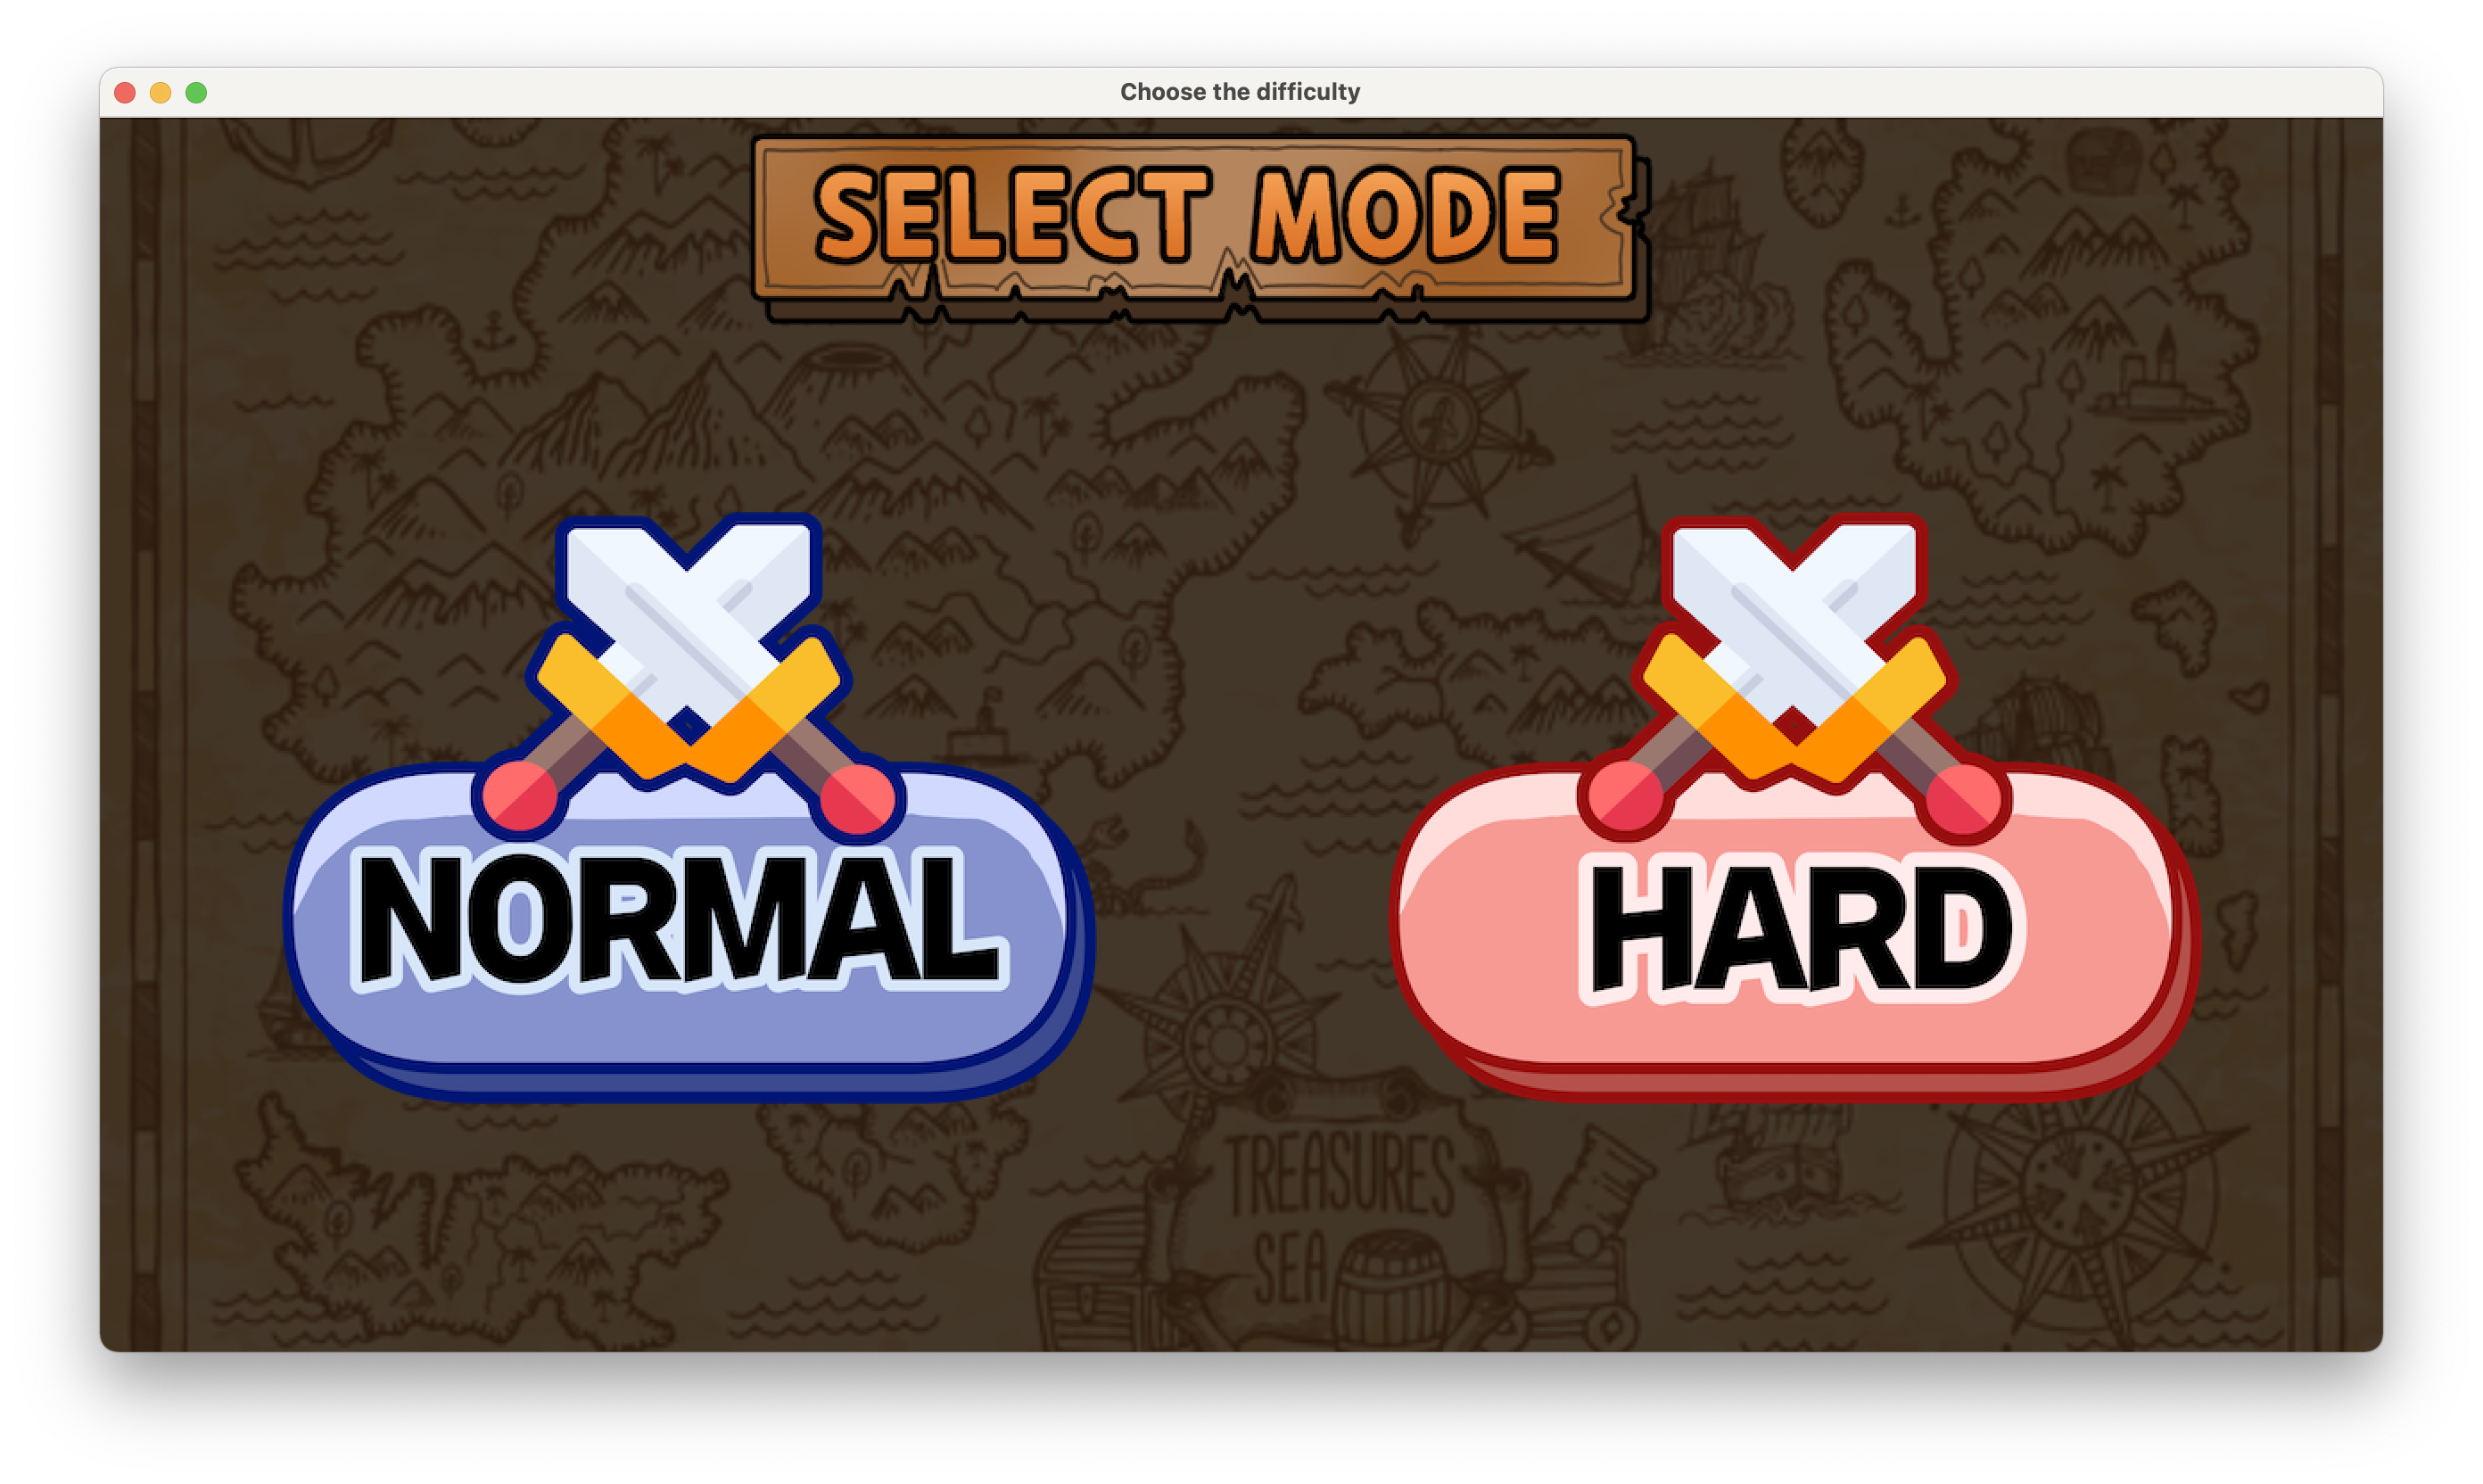 Choose the difficulty
SELECT MODE
NORMAL
HARD
TREASURES
SEA